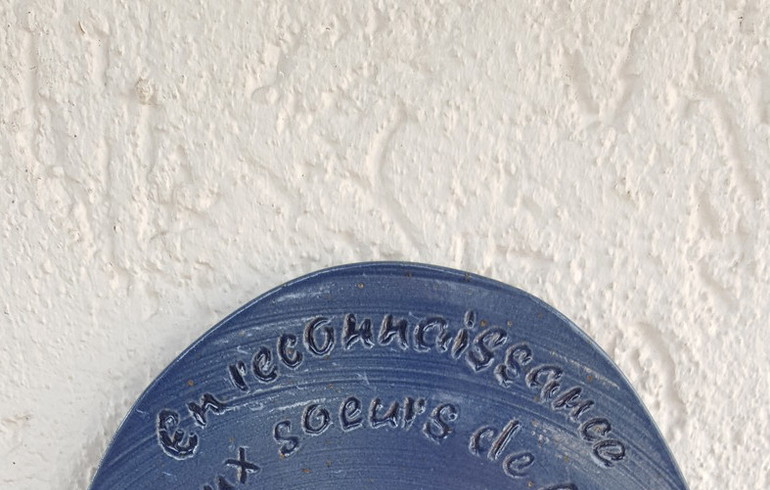 En reconnaissance
soeurs de